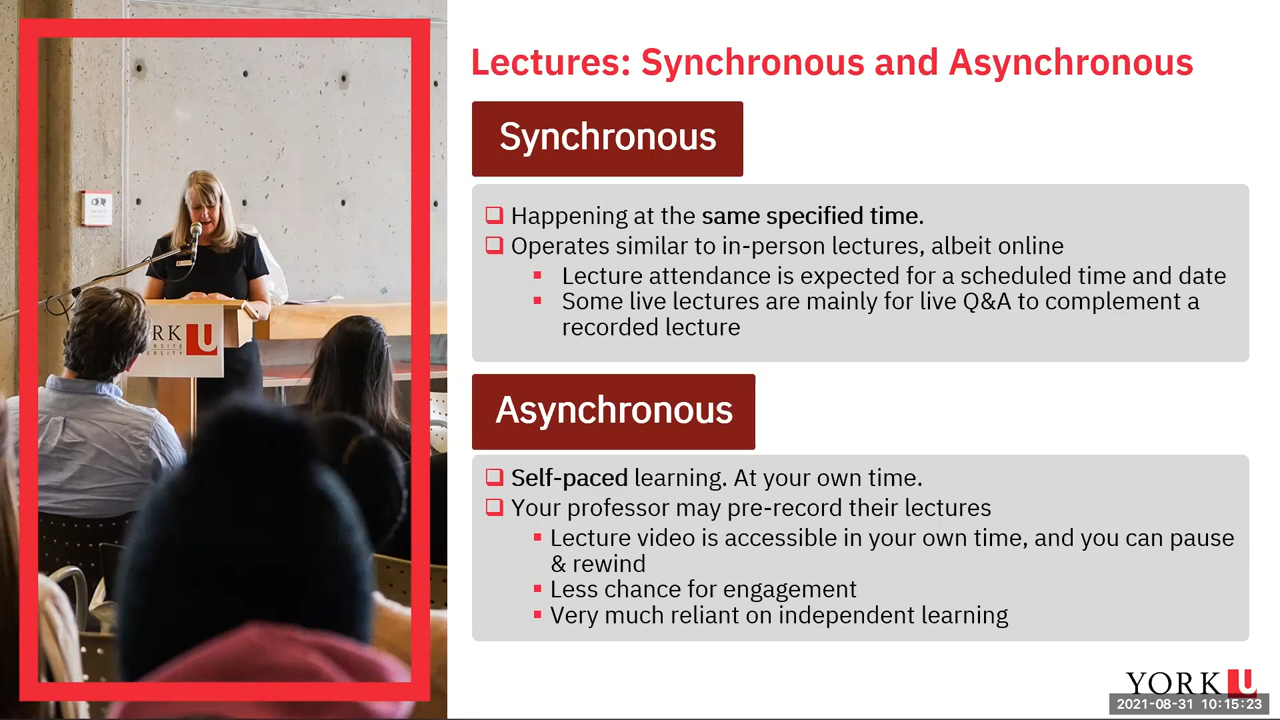 Lectures: Synchronous and Asynchronous
Synchronous
Happening at the same specified time.
Operates similar to in-person lectures, albeit online
Lecture attendance is expected for a scheduled time and date
Some live lectures are mainly for live Q&A to complement a
recorded lecture
Asynchronous
Self-paced learning. At your own time.
Your professor may pre-record their lectures
Lecture video is accessible in your own time, and you can pause
& rewind
Less chance for engagement
Very much reliant on independent learning
RK U
ERSITY
YORK U
2021-08-31 10:15:23